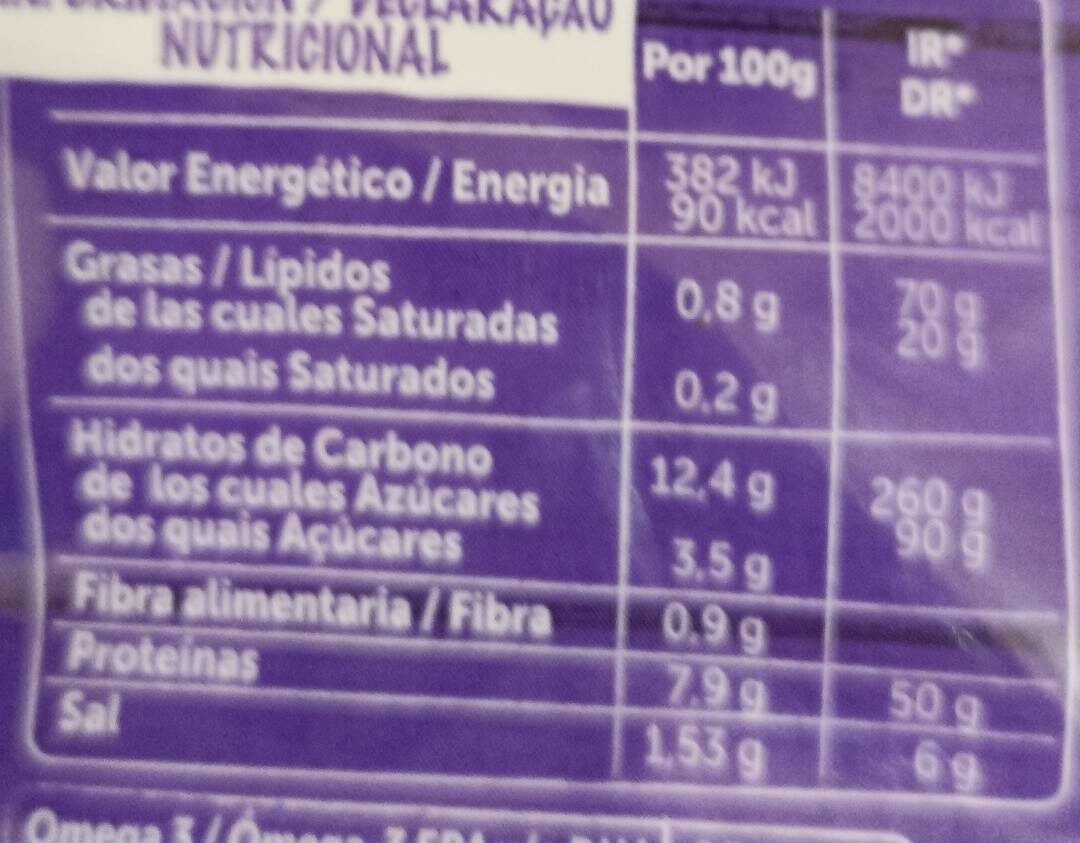 DECLARAÇÃO
NUTRICIONAL
Por 100g
IR*
DR*
Valor Energético / Energia
382 kJ
90 kcal
8400 kJ
2000 kcal
Grasas / Lípidos
de las cuales Saturadas
dos quais Saturados
0,8 g
0,2 g
70 g
20 g
Hidratos de Carbono
de los cuales Azúcares
dos quais Açúcares
12,4 g
3,5 g
260 g
90 g
Fibra alimentaria / Fibra
0,9 g
Proteínas
7,9 g
50 g
Sal
1,53 g
6 g
Omega 3 /